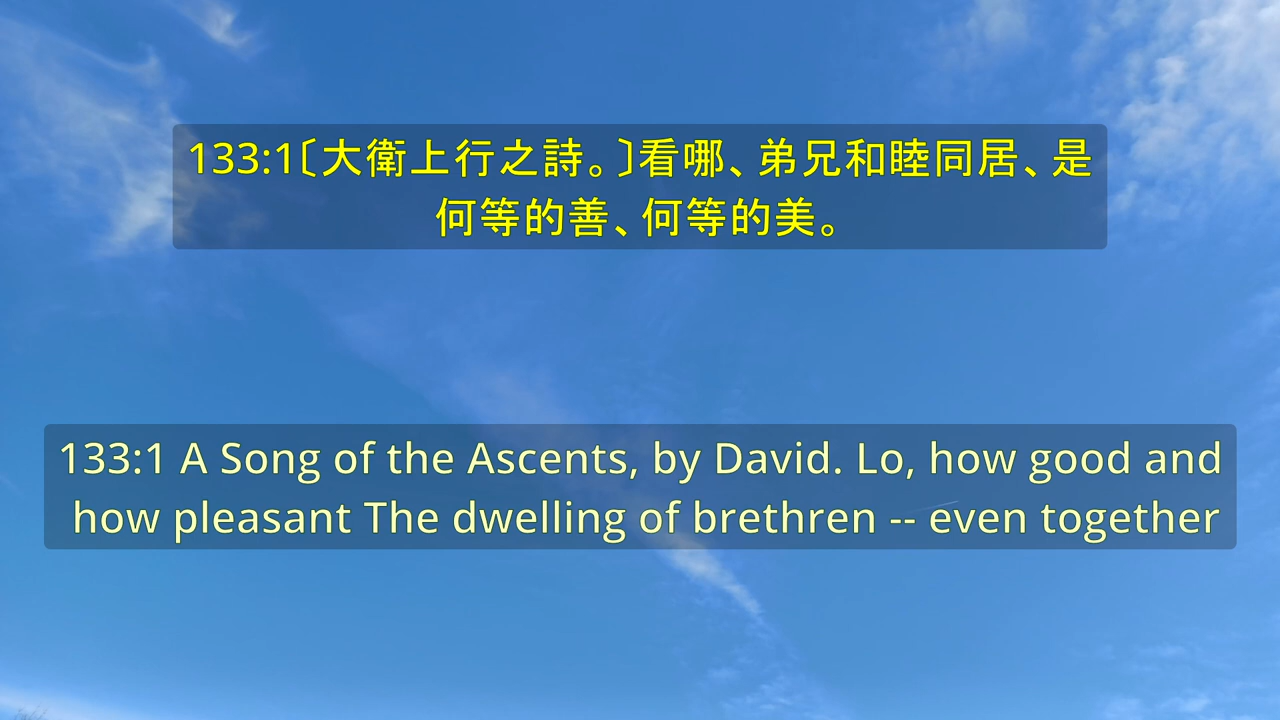 133:1〔大衛上行之詩。〕看哪、弟兄和睦同居、是
何等的善、何等的美。
133:1 A Song of the Ascents, by David. Lo, how good and
how pleasant The dwelling of brethren -- even together